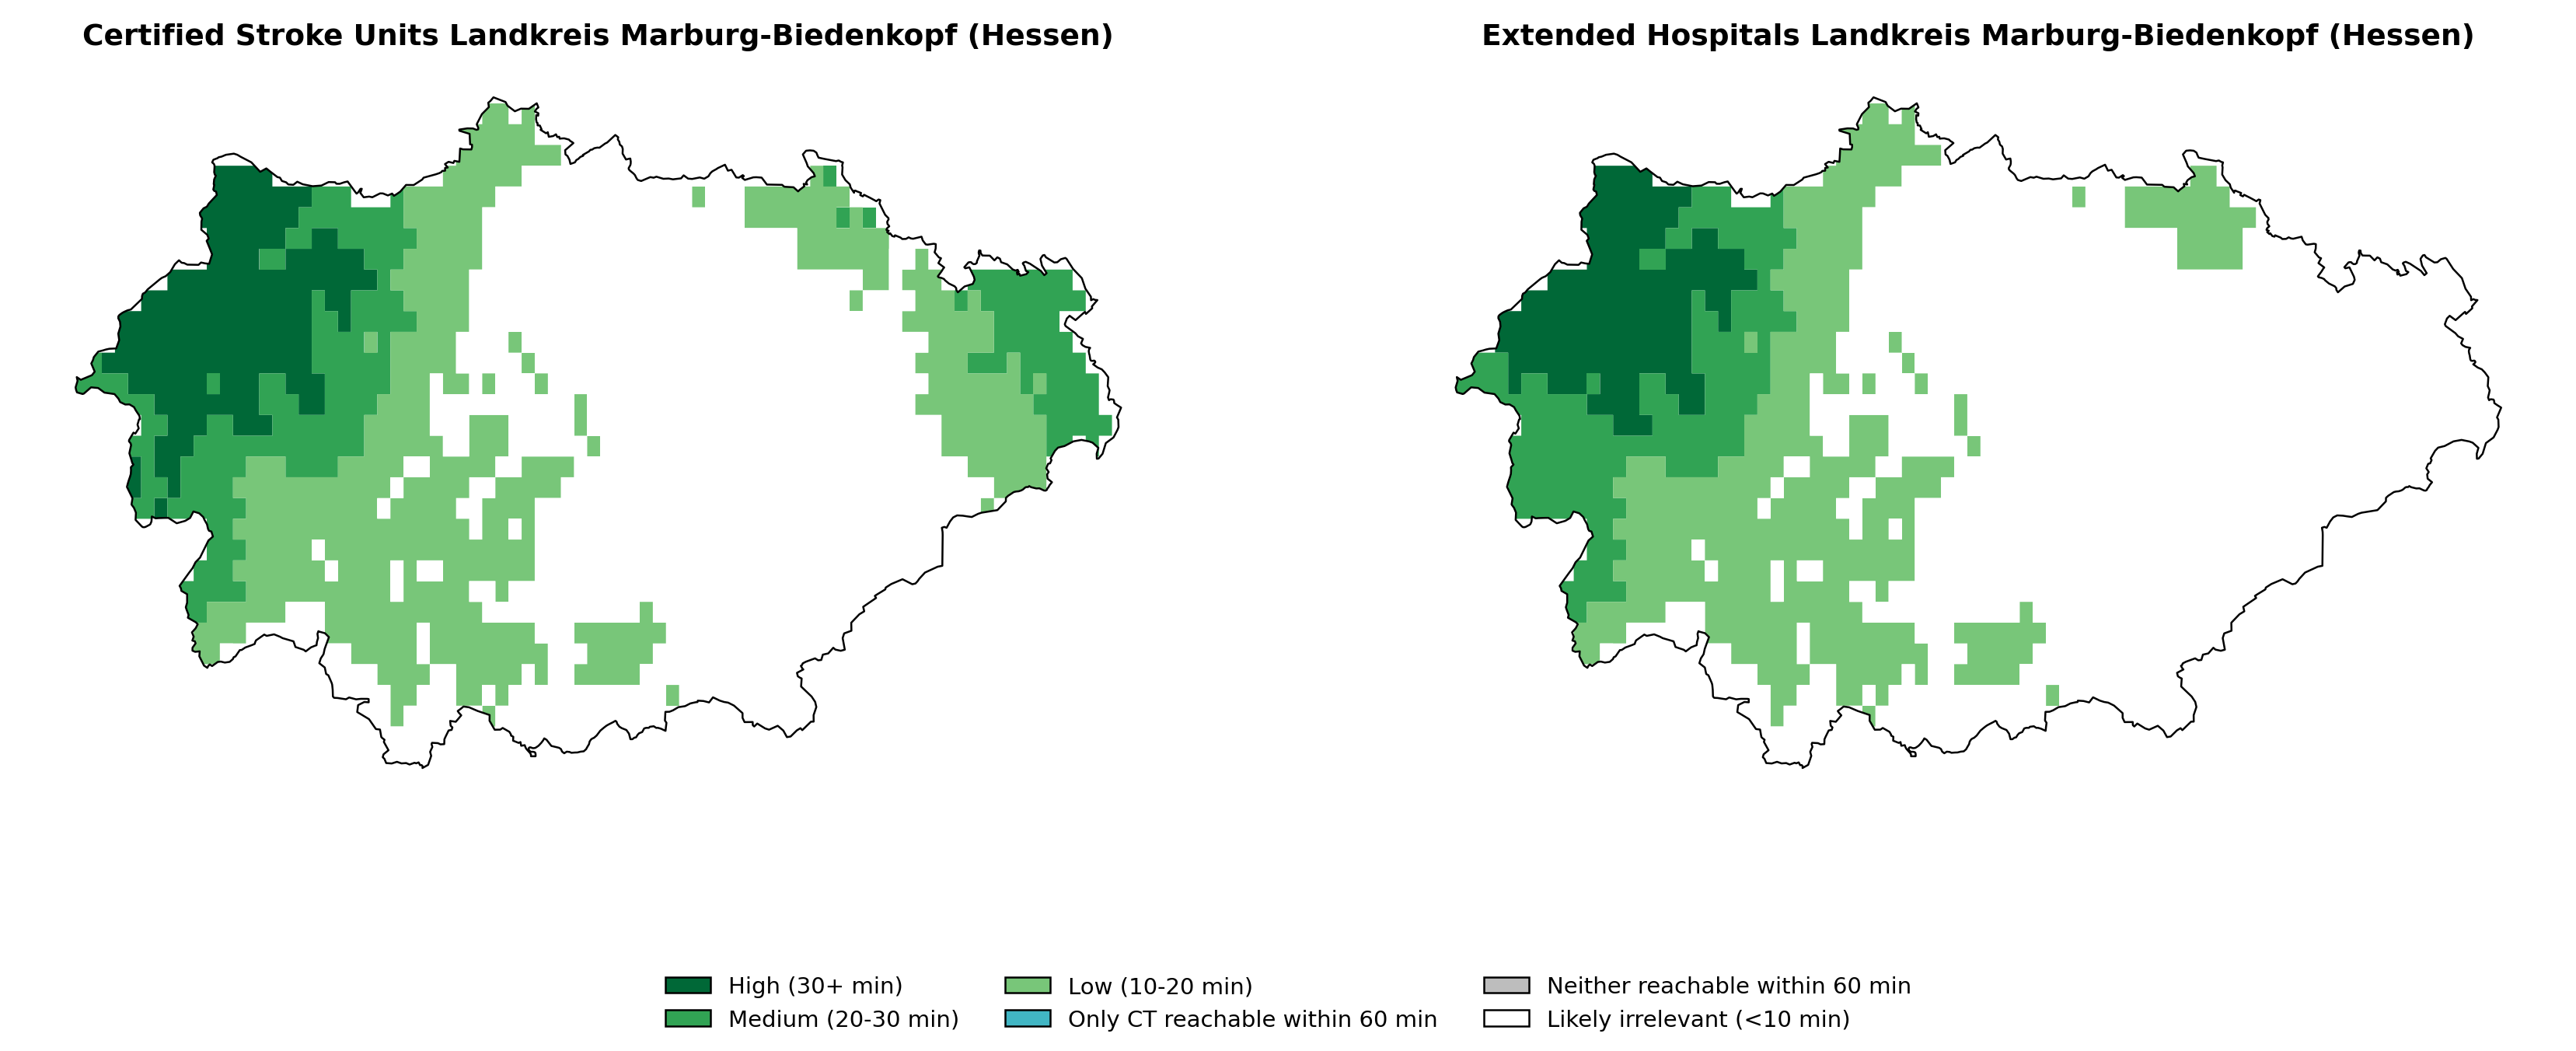 Certified Stroke Units Landkreis Marburg-Biedenkopf (Hessen)
Extended Hospitals Landkreis Marburg-Biedenkopf (Hessen)
High (30+ min)
Medium (20-30 min)
Low (10-20 min)
Only CT reachable within 60 min
Neither reachable within 60 min
Likely irrelevant (<10 min)